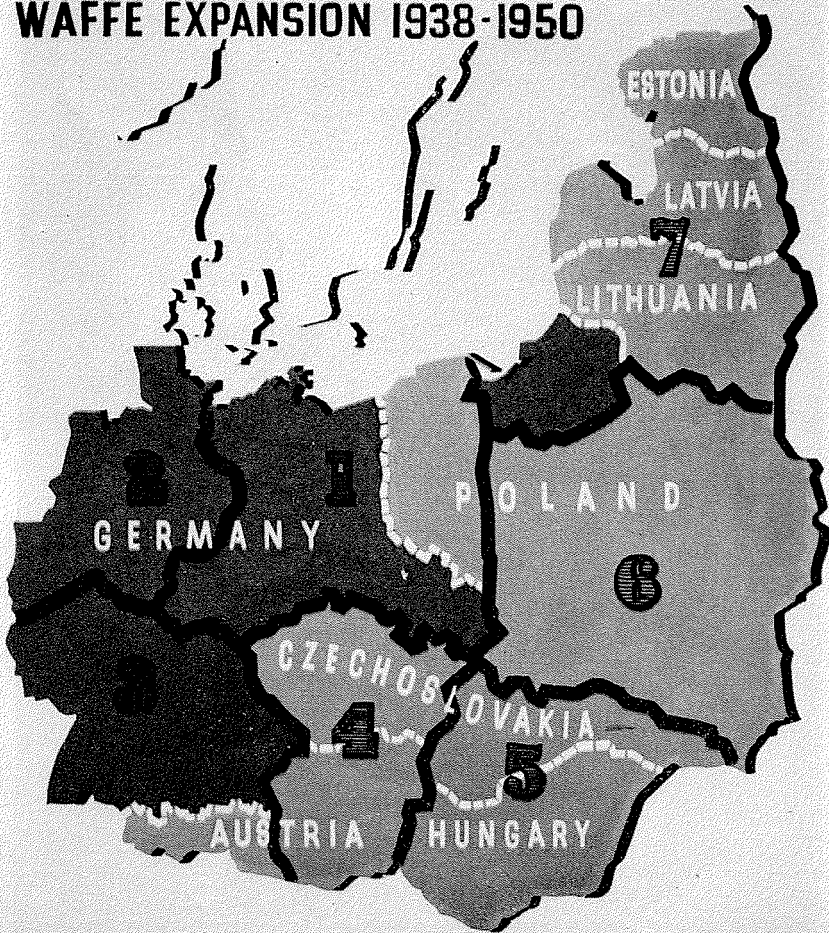 WAFFE EXPANSION 1938-1950
ESTONIA
LATVIA
7
LITHUANIA
2
1
POLAND
GERMANY
6
CZECHOSLOVAKIA
3
4
5
AUSTRIA
HUNGARY